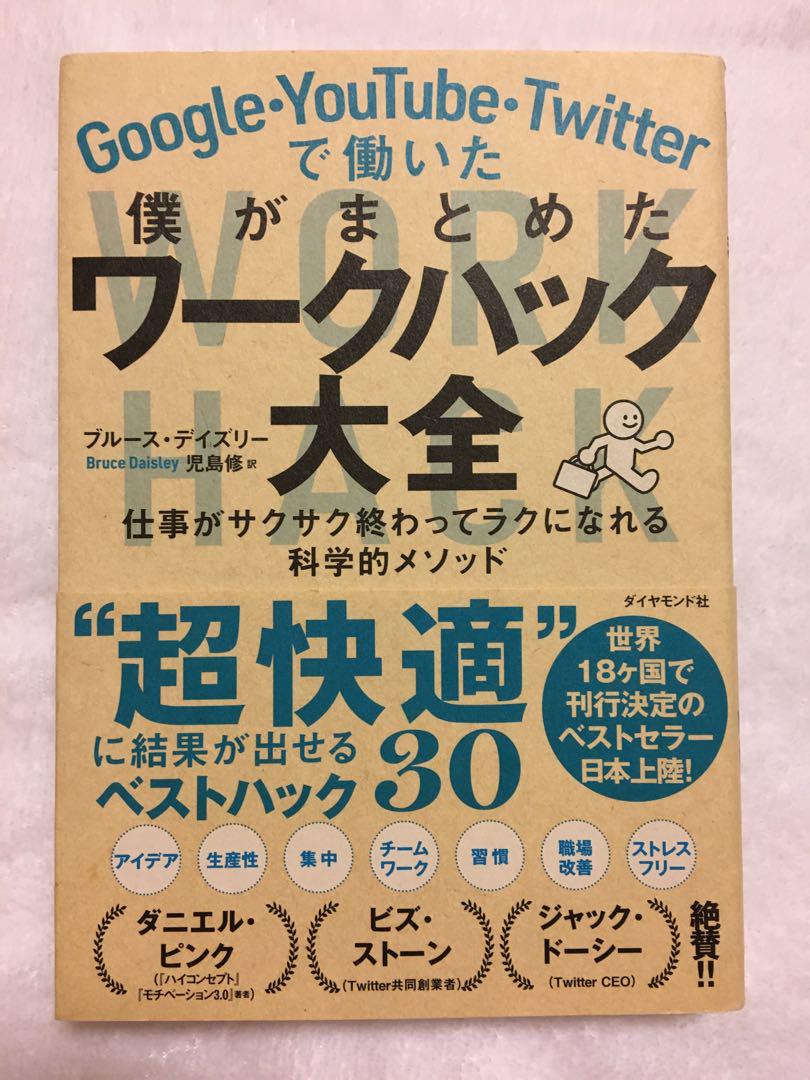 Google・YouTube・Twitter
で働いた
僕がまとめた
WORK
ワークハック
HACK
大全
ブルース・デイズリー
Bruce Daisley 児島修 訳
仕事がサクサク終わってラクになれる
科学的メソッド
ダイヤモンド社
“超快適”
に結果が出せる
ベストハック30
世界
18ヶ国で
刊行決定の
ベストセラー
日本上陸!
アイデア
生産性
集中
チーム
ワーク
習慣
職場
改善
ストレス
フリー
ダニエル・
ピンク
(『ハイコンセプト』
『モチベーション3.0』著者)
ビズ・
ストーン
(Twitter共同創業者)
ジャック・
ドーシー
(Twitter CEO)
絶賛!!